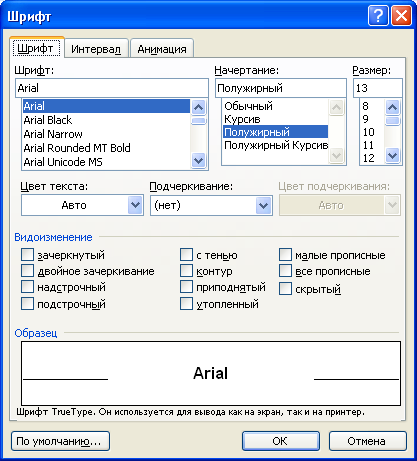 Шрифт
Шрифт Интервал Анимация
Шрифт: Начертание: Размер:
Arial Полужирный 13
Arial Обычный 8
Arial Black Курсив 9
Arial Narrow Полужирный 10
Arial Rounded MT Bold Полужирный Курсив 11
Arial Unicode MS 12
Цвет текста: Подчеркивание: Цвет подчеркивания:
Авто (нет) Авто
Видоизменение
зачеркнутый с тенью малые прописные
двойное зачеркивание контур все прописные
надстрочный приподнятый скрытый
подстрочный утопленный
Образец
Arial
Шрифт TrueType. Он используется для вывода как на экран, так и на принтер.
По умолчанию... ОК Отмена